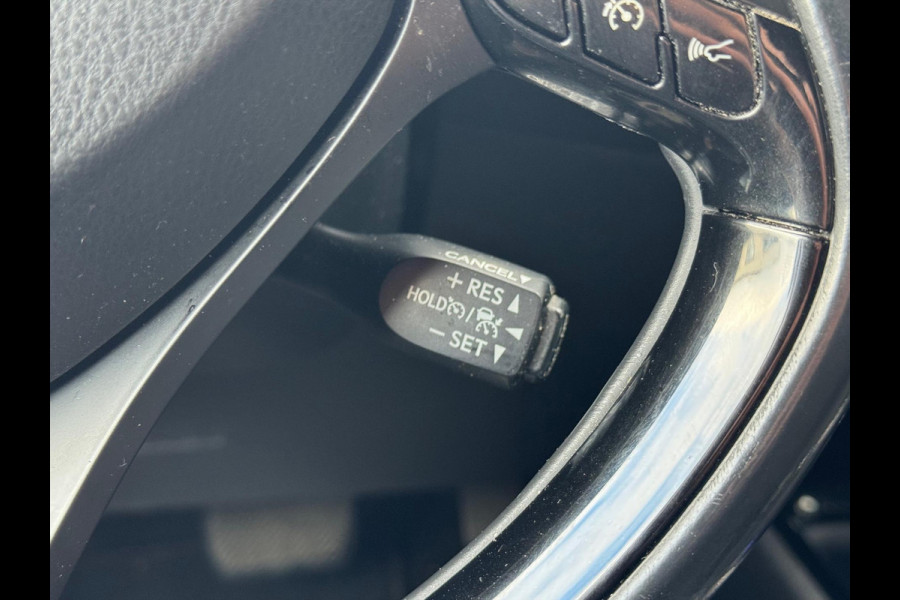 CANCEL▼
+ RES ▲
HOLD / ◀
− SET ▼